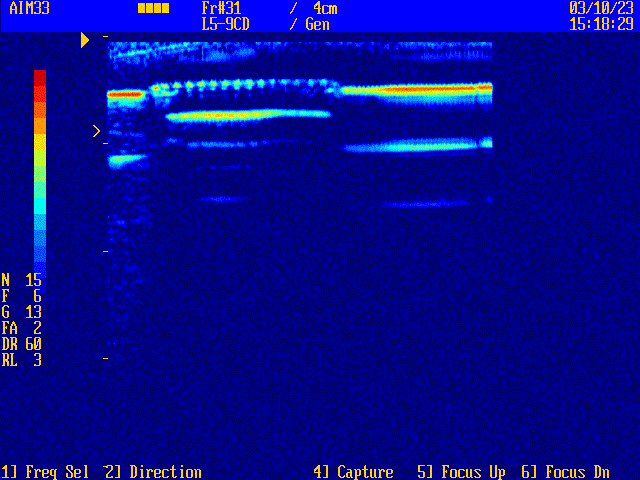 AIM33 Fr#31 / 4cm 03/10/23
L5-9CD / Gen 15:18:29
N 15
F 6
G 13
FA 2
DR 60
RL 3
1] Freq Sel 2] Direction 4] Capture 5] Focus Up 6] Focus Dn